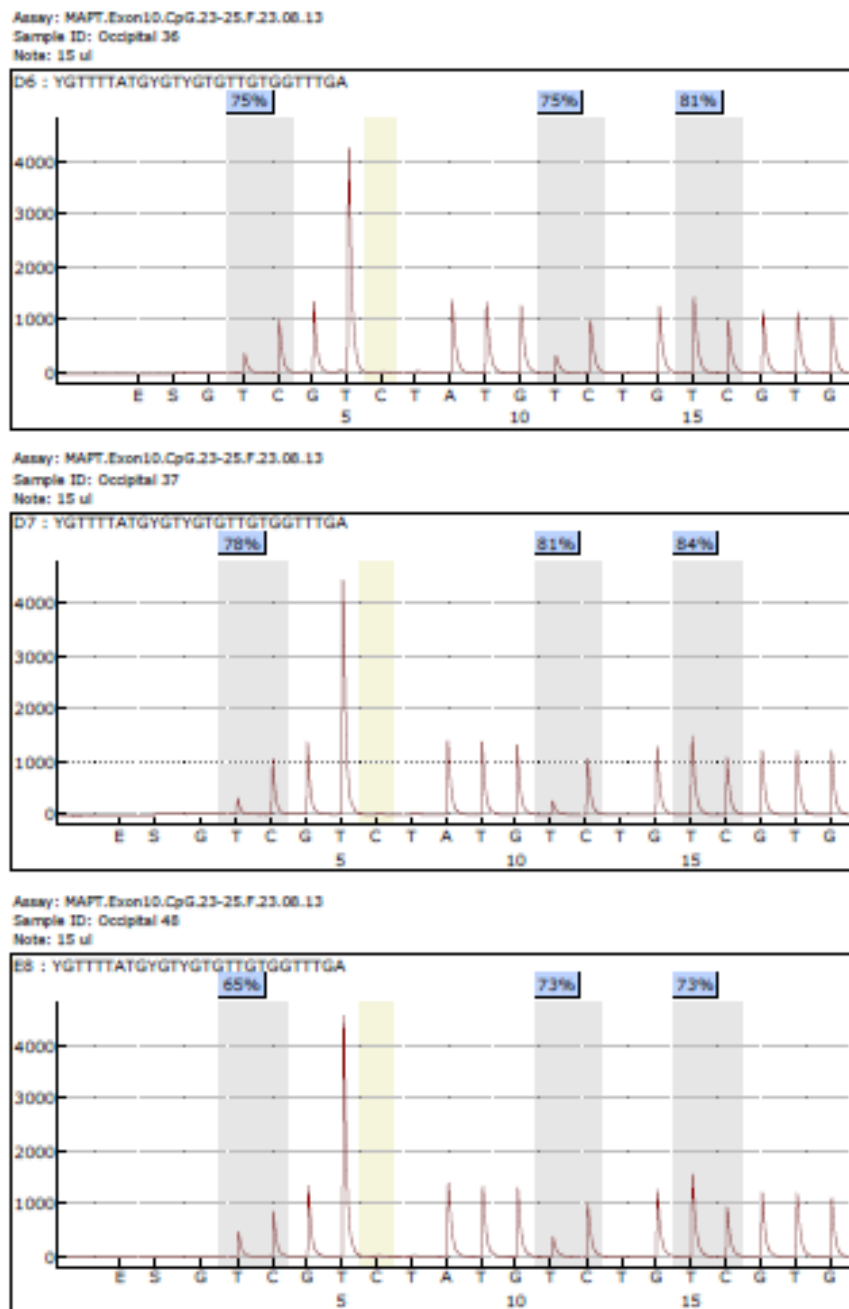 Assay: MAPT.Exon10.CpG.23-25.F.23.08.13
Sample ID: Occipital 36
Note: 15 ul
D6 : YGTTTTATGYGTYGTGTTGTGGTTTGA
75% 75% 81%
4000
3000
2000
1000
0
E S G T C G T C T A T G T C T G T C G T G
5 10 15
Assay: MAPT.Exon10.CpG.23-25.F.23.08.13
Sample ID: Occipital 37
Note: 15 ul
D7 : YGTTTTATGYGTYGTGTTGTGGTTTGA
78% 81% 84%
4000
3000
2000
1000
0
E S G T C G T C T A T G T C T G T C G T G
5 10 15
Assay: MAPT.Exon10.CpG.23-25.F.23.08.13
Sample ID: Occipital 48
Note: 15 ul
E8 : YGTTTTATGYGTYGTGTTGTGGTTTGA
65% 73% 73%
4000
3000
2000
1000
0
E S G T C G T C T A T G T C T G T C G T G
5 10 15